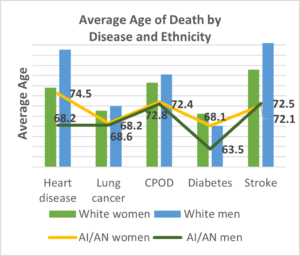 Average Age of Death by
Disease and Ethnicity
Average Age
74.5
68.2
68.2
68.6
72.4
72.8
68.1
63.5
72.5
72.1
Heart disease
Lung cancer
CPOD
Diabetes
Stroke
White women
White men
AI/AN women
AI/AN men